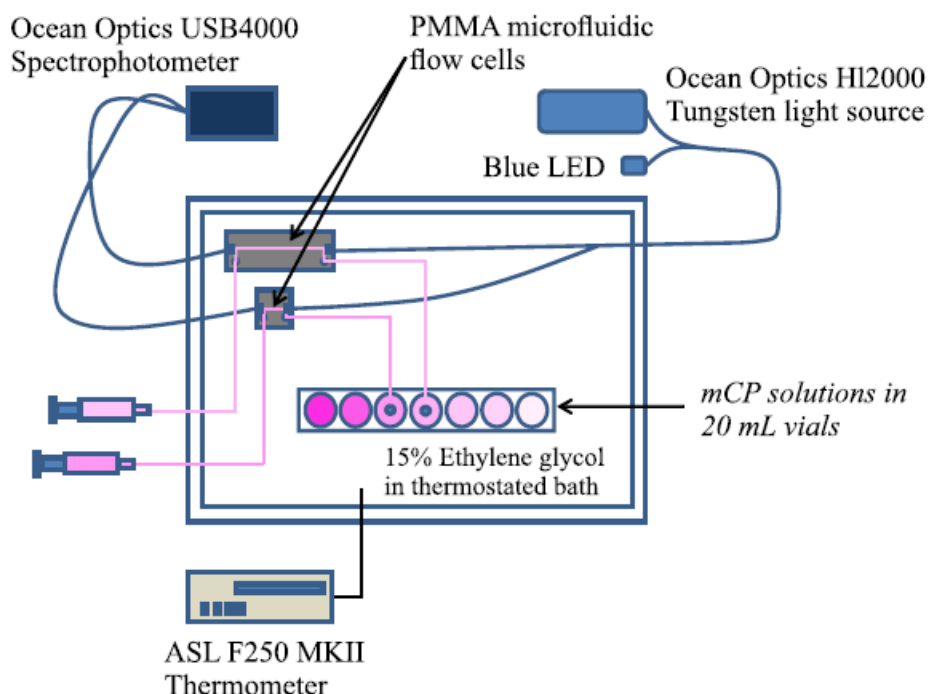 Ocean Optics USB4000
Spectrophotometer
PMMA microfluidic
flow cells
Ocean Optics Hl2000
Tungsten light source
Blue LED
mCP solutions in
20 mL vials
15% Ethylene glycol
in thermostated bath
ASL F250 MKII
Thermometer